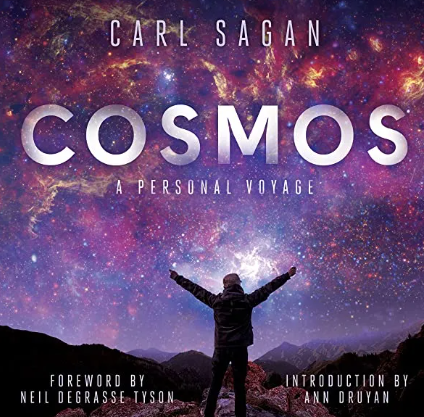 CARL SAGAN
COSMOS
A PERSONAL VOYAGE
FOREWORD BY
NEIL DEGRASSE TYSON
INTRODUCTION BY
ANN DRUYAN